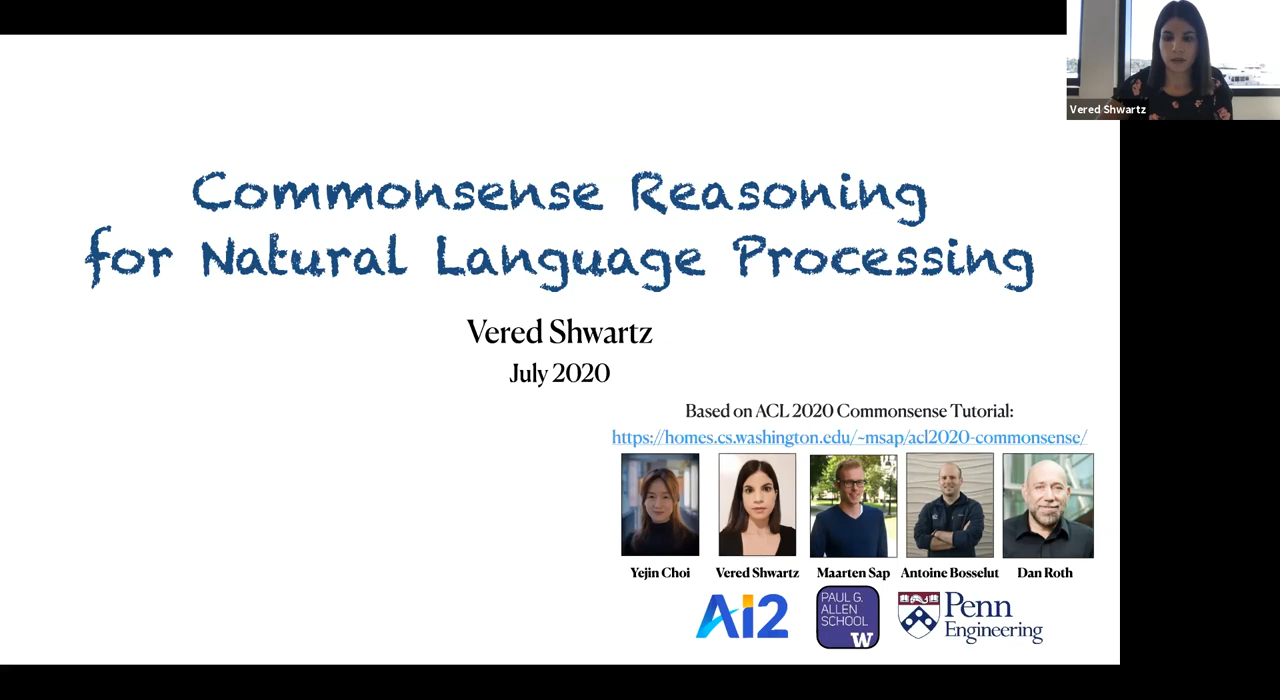 Vered Shwartz
Commonsense Reasoning
for Natural Language Processing
Vered Shwartz
July 2020
Based on ACL 2020 Commonsense Tutorial:
https://homes.cs.washington.edu/~msap/acl2020-commonsense/
Yejin Choi Vered Shwartz Maarten Sap Antoine Bosselut Dan Roth
Ai2
PAUL G.
ALLEN
SCHOOL
W
Penn
Engineering